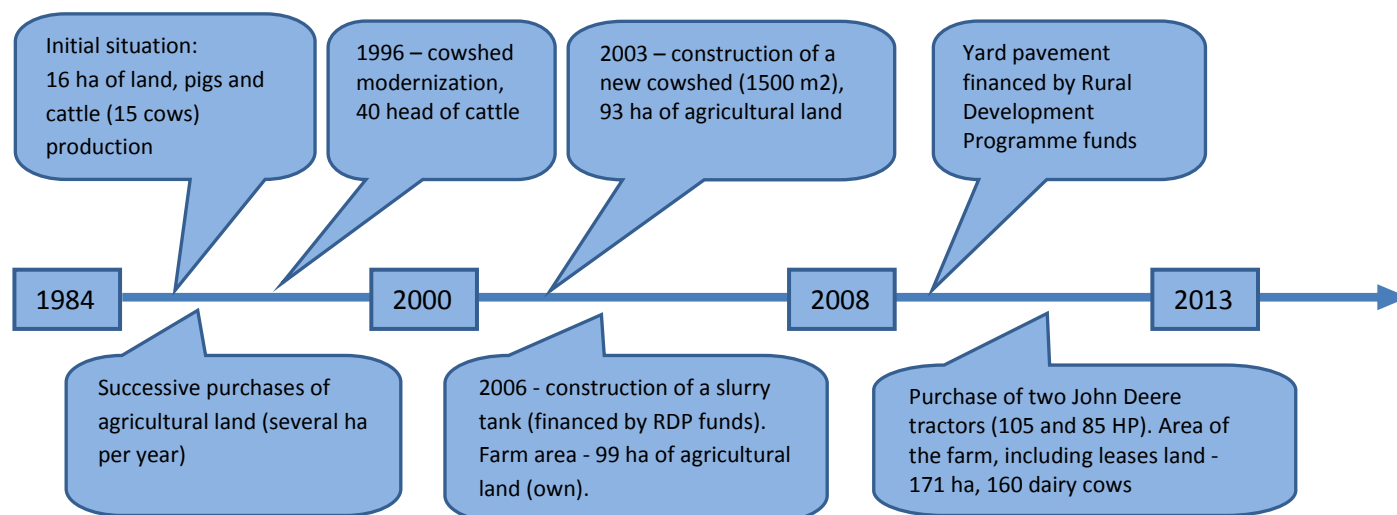 Initial situation:
16 ha of land, pigs and
cattle (15 cows)
production
1996 – cowshed
modernization,
40 head of cattle
2003 – construction of a
new cowshed (1500 m2),
93 ha of agricultural land
Yard pavement
financed by Rural
Development
Programme funds
1984
2000
2008
2013
Successive purchases of
agricultural land (several ha
per year)
2006 - construction of a slurry
tank (financed by RDP funds).
Farm area - 99 ha of agricultural
land (own).
Purchase of two John Deere
tractors (105 and 85 HP). Area of
the farm, including leases land -
171 ha, 160 dairy cows